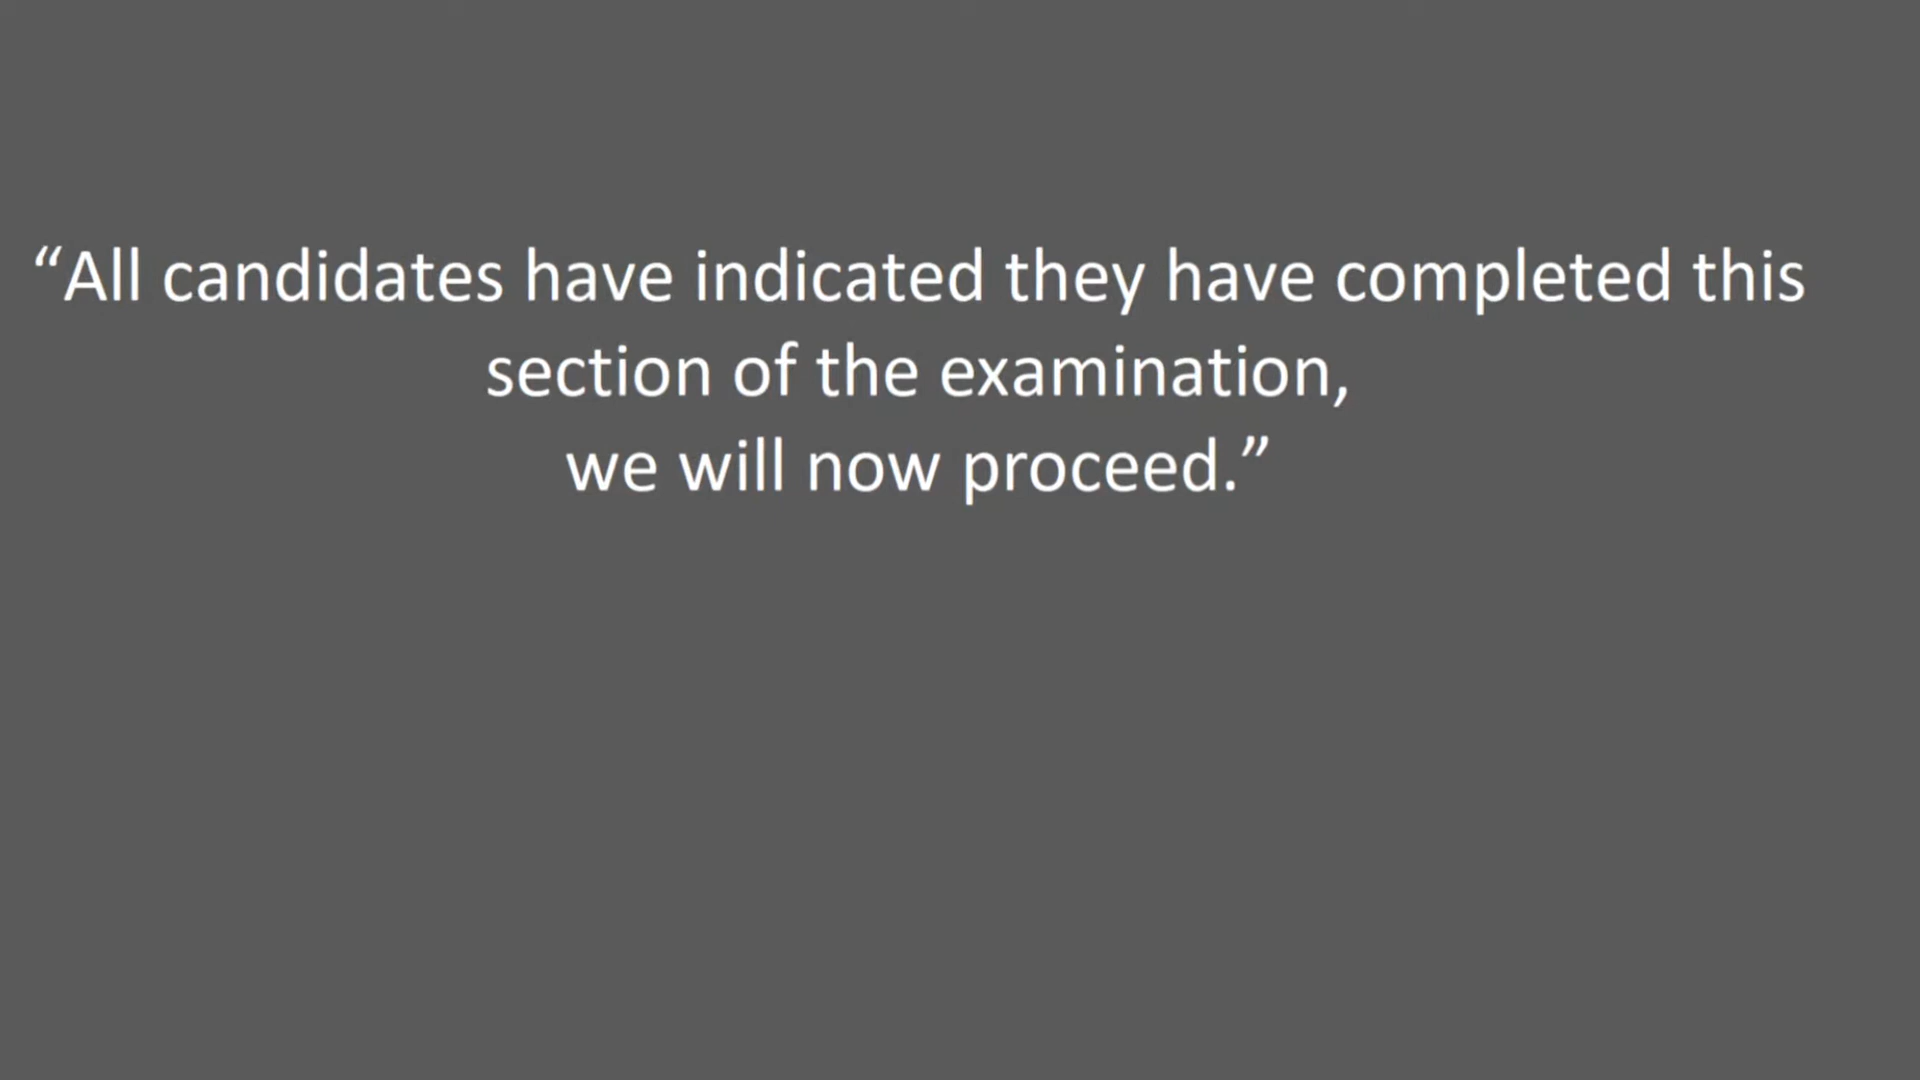 “All candidates have indicated they have completed this
section of the examination,
we will now proceed.”